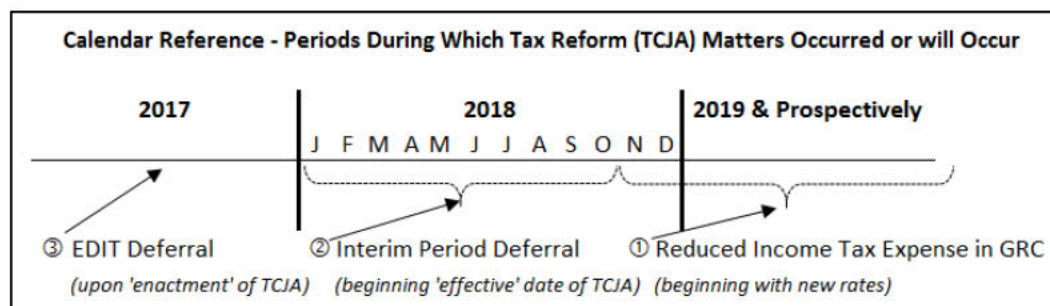 Calendar Reference - Periods During Which Tax Reform (TCJA) Matters Occurred or will Occur
2017 2018 2019 & Prospectively
J F M A M J J A S O N D
③ EDIT Deferral ② Interim Period Deferral ① Reduced Income Tax Expense in GRC
(upon 'enactment' of TCJA) (beginning 'effective' date of TCJA) (beginning with new rates)